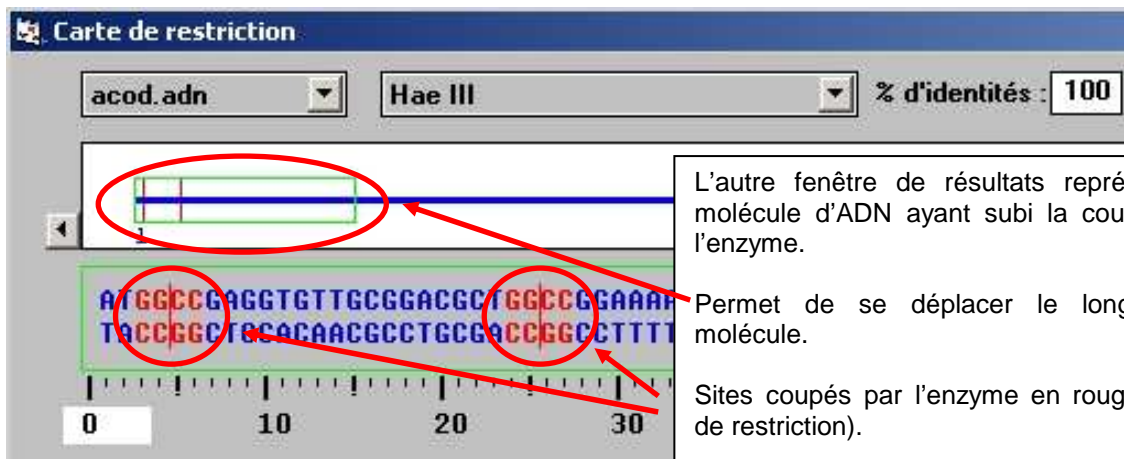 Carte de restriction
acod.adn Hae III % d'identités : 100
L'autre fenêtre de résultats repré
molécule d'ADN ayant subi la cou
l'enzyme.
1
ATGGCCGAGGTGTTGCGGACGCTGGCCGGAAAA
TACCGGCTCCACAACGCCTGCGACCGGCCTTTT
Permet de se déplacer le long
molécule.
Sites coupés par l'enzyme en roug
de restriction).
0 10 20 30